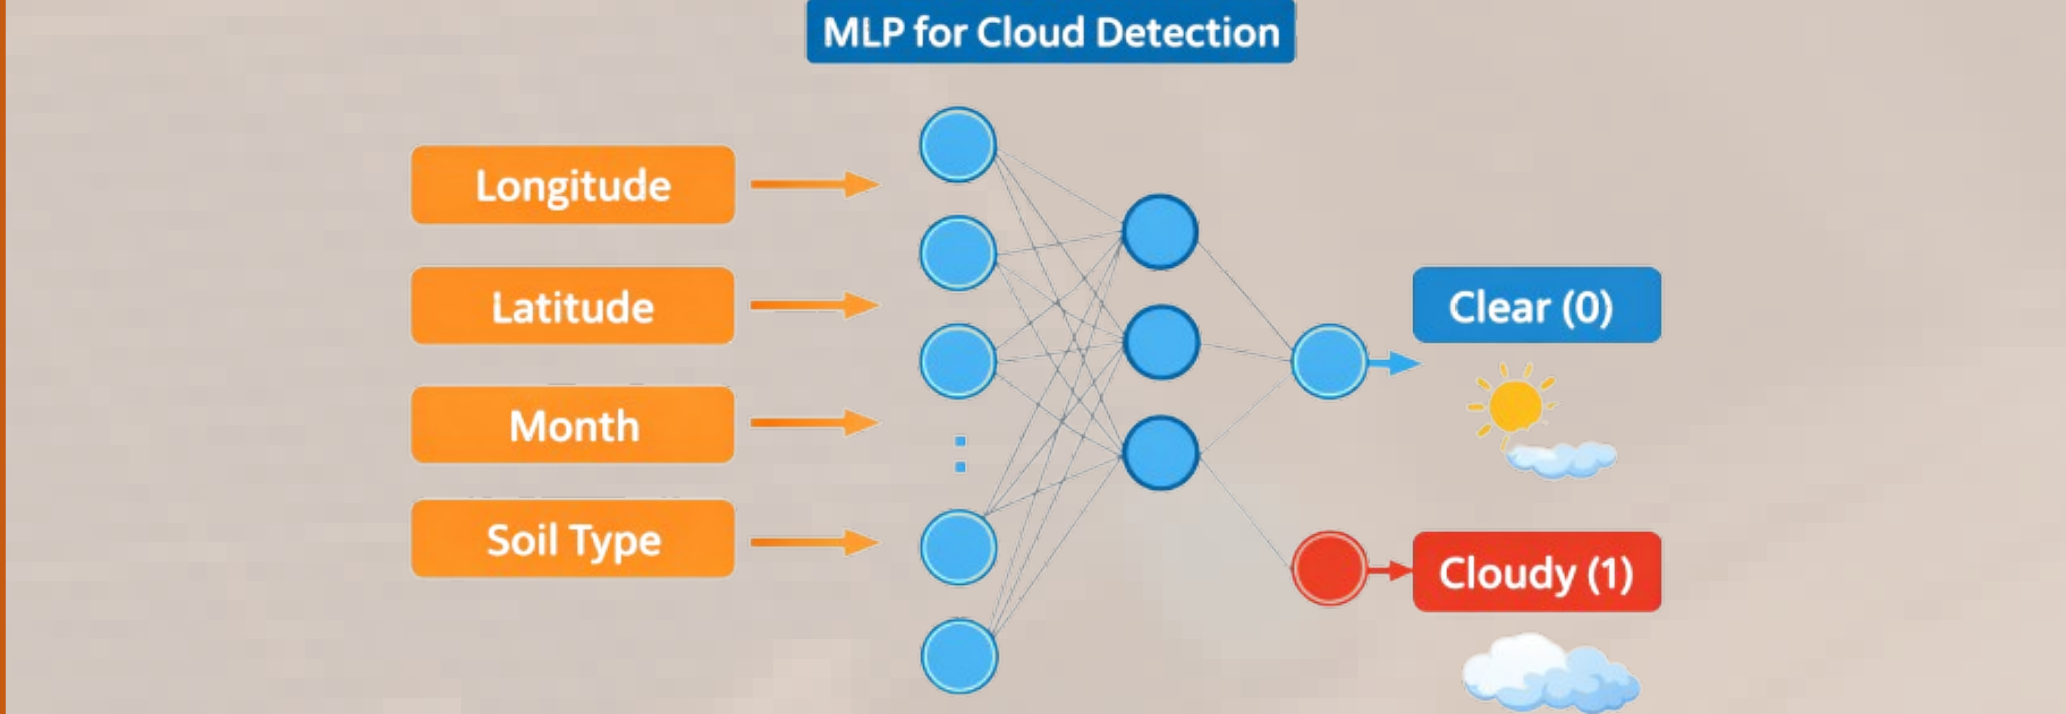 MLP for Cloud Detection
Longitude
Latitude
Month
Soil Type
Clear (0)
Cloudy (1)